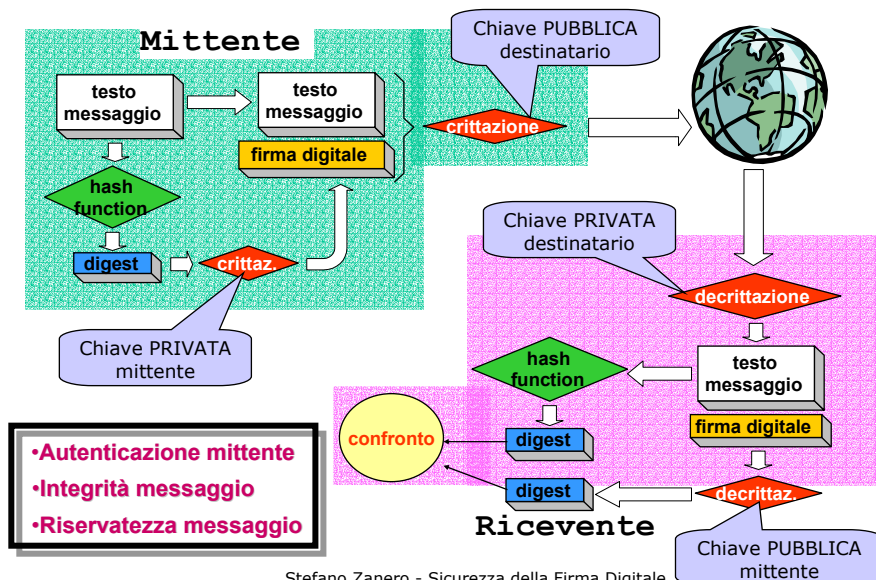 Mittente
Chiave PUBBLICA
destinatario
testo
messaggio
testo
messaggio
firma digitale
crittazione
hash
function
digest
crittaz.
Chiave PRIVATA
mittente
Chiave PRIVATA
destinatario
decrittazione
testo
messaggio
firma digitale
hash
function
digest
confronto
digest
decrittaz.
Ricevente
Chiave PUBBLICA
mittente
•Autenticazione mittente
•Integrità messaggio
•Riservatezza messaggio
Stefano Zanero - Sicurezza della Firma Digitale